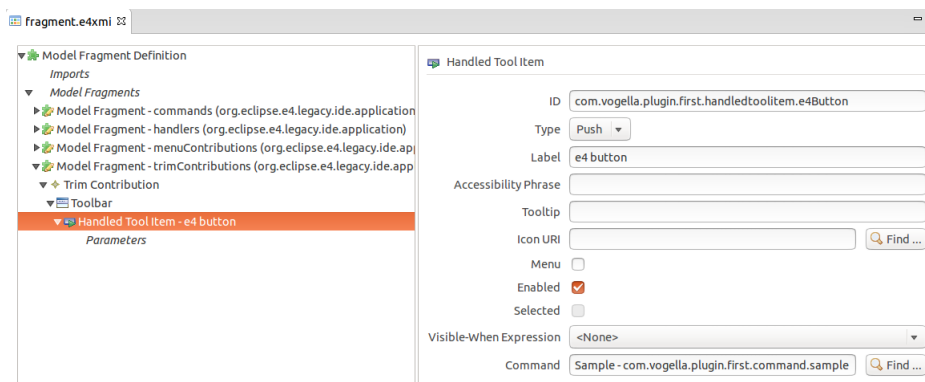 fragment.e4xmi
Model Fragment Definition
Imports
Model Fragments
Model Fragment - commands (org.eclipse.e4.legacy.ide.application
Model Fragment - handlers (org.eclipse.e4.legacy.ide.application)
Model Fragment - menuContributions (org.eclipse.e4.legacy.ide.ap
Model Fragment - trimContributions (org.eclipse.e4.legacy.ide.app
Trim Contribution
Toolbar
Handled Tool Item - e4 button
Parameters
Handled Tool Item
ID com.vogella.plugin.first.handledtoolitem.e4Button
Type Push
Label e4 button
Accessibility Phrase
Tooltip
Icon URI Find ...
Menu
Enabled
Selected
Visible-When Expression <None>
Command Sample - com.vogella.plugin.first.command.sample Find ...